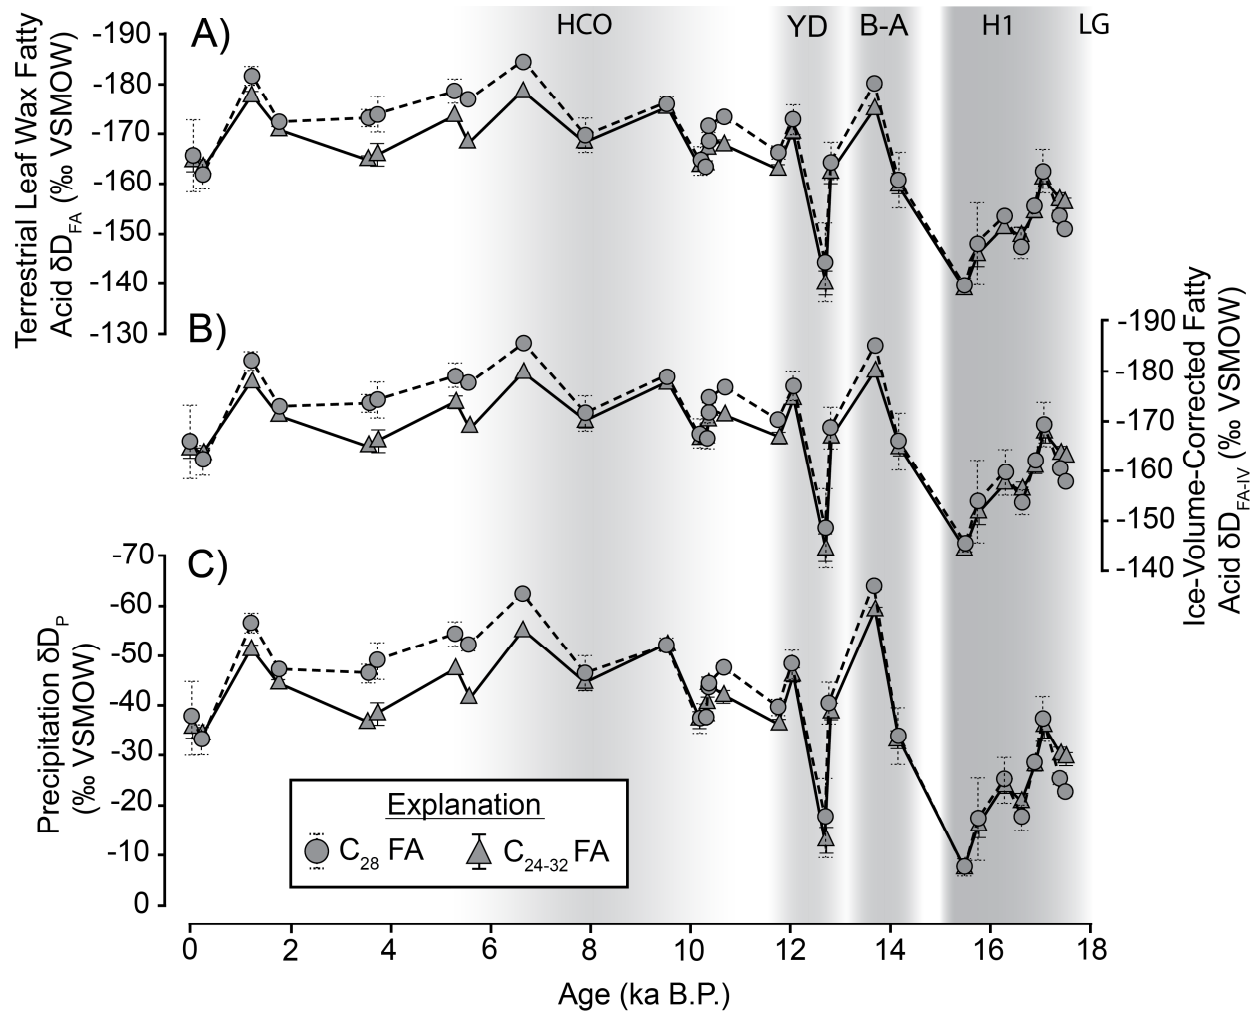 HCO YD B-A H1 LG
A)
Terrestrial Leaf Wax Fatty
Acid δD_FA (‰ VSMOW)
-190
-180
-170
-160
-150
-140
-130
B)
-190
-180
-170
-160
-150
-140
Ice-Volume-Corrected Fatty
Acid δD_FA-IV (‰ VSMOW)
C)
Precipitation δD_P
(‰ VSMOW)
-70
-60
-50
-40
-30
-20
-10
0
Explanation
C_28 FA C_24-32 FA
0 2 4 6 8 10 12 14 16 18
Age (ka B.P.)